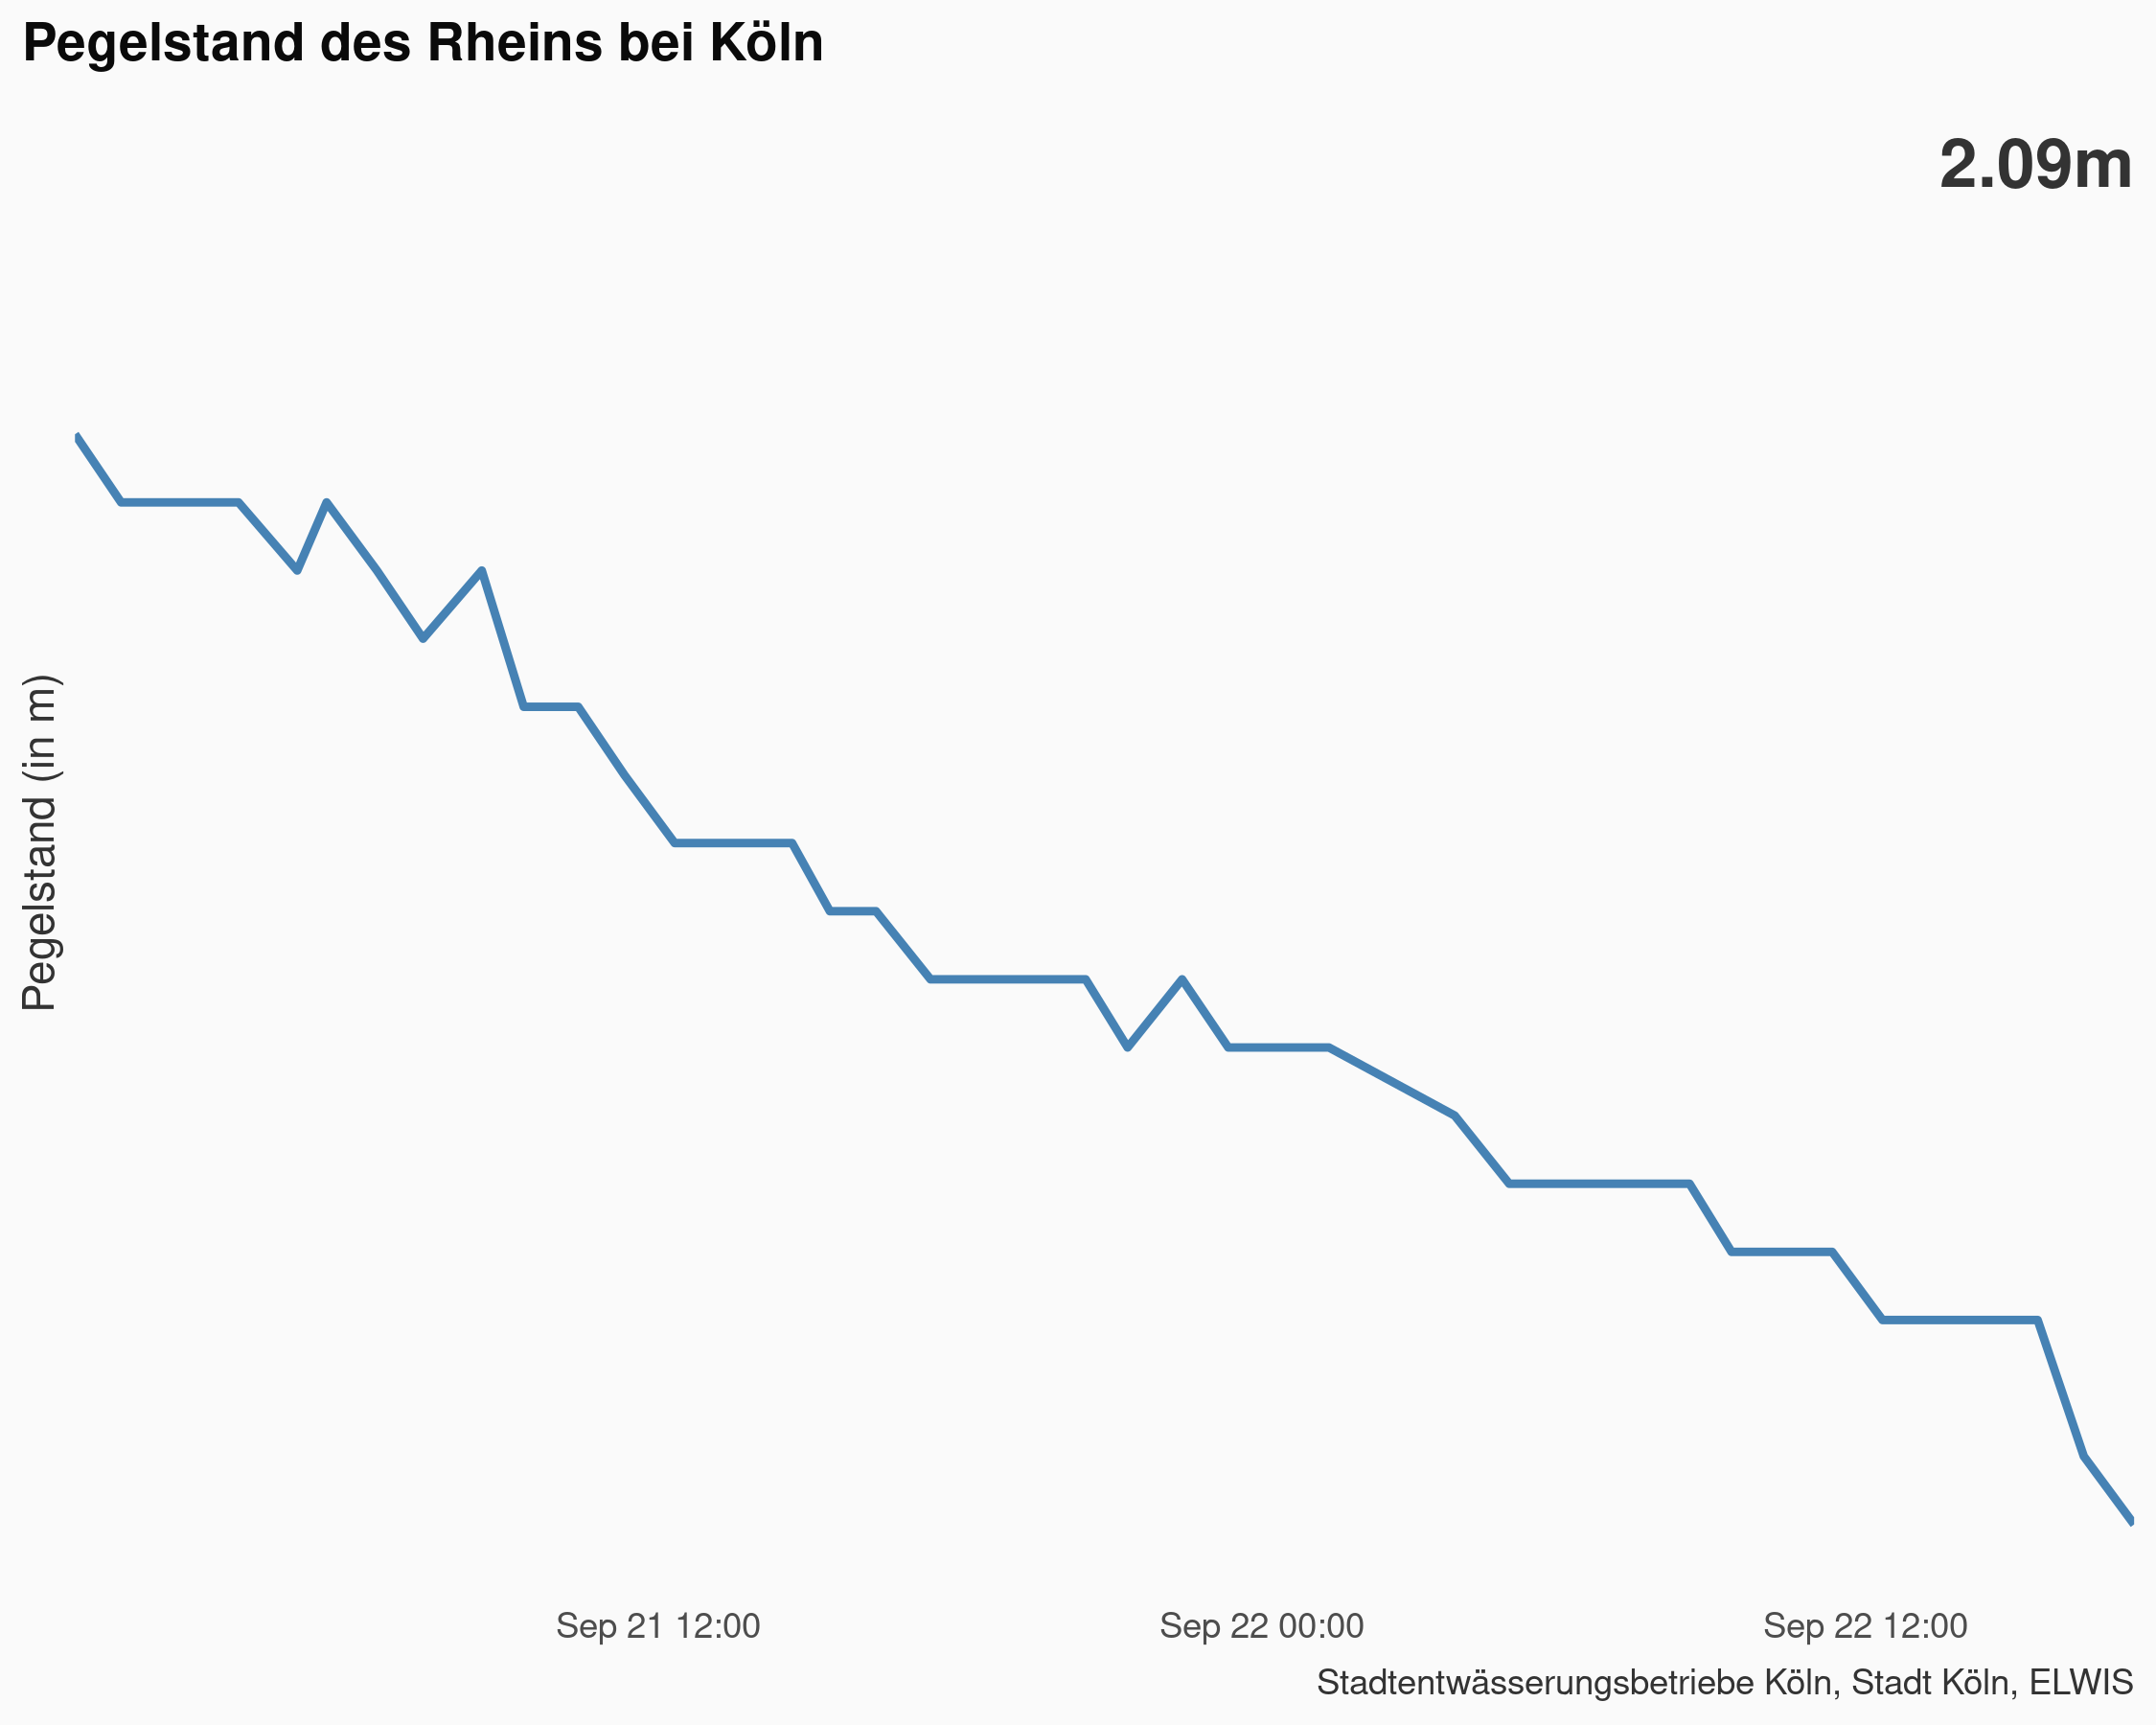 Pegelstand des Rheins bei Köln
2.09m
Pegelstand (in m)
Sep 21 12:00
Sep 22 00:00
Sep 22 12:00
Stadtentwässerungsbetriebe Köln, Stadt Köln, ELWIS